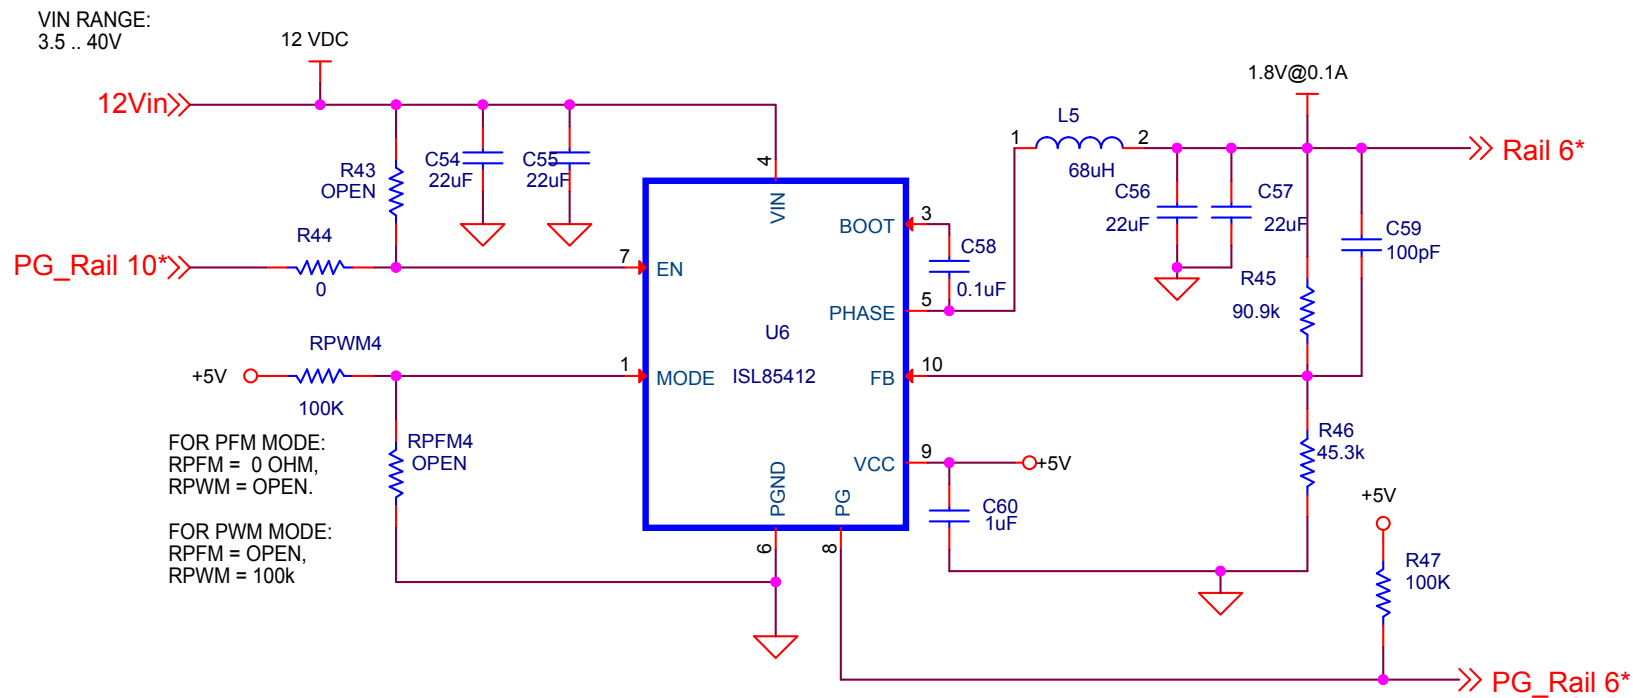 VIN RANGE:
3.5 .. 40V
12 VDC
1.8V@0.1A
12Vin
L5
1
2
68uH
Rail 6*
R43
OPEN
C54
22uF
C55
22uF
4
VIN
C56
22uF
C57
22uF
C59
100pF
BOOT
3
C58
0.1uF
R44
0
PG_Rail 10*
7
EN
R45
90.9k
PHASE
5
U6
ISL85412
RPWM4
100K
+5V
1
MODE
FB
10
FOR PFM MODE:
RPFM = 0 OHM,
RPWM = OPEN.
RPFM4
OPEN
R46
45.3k
VCC
9
+5V
C60
1uF
PGND
6
PG
8
FOR PWM MODE:
RPFM = OPEN,
RPWM = 100k
+5V
R47
100K
PG_Rail 6*